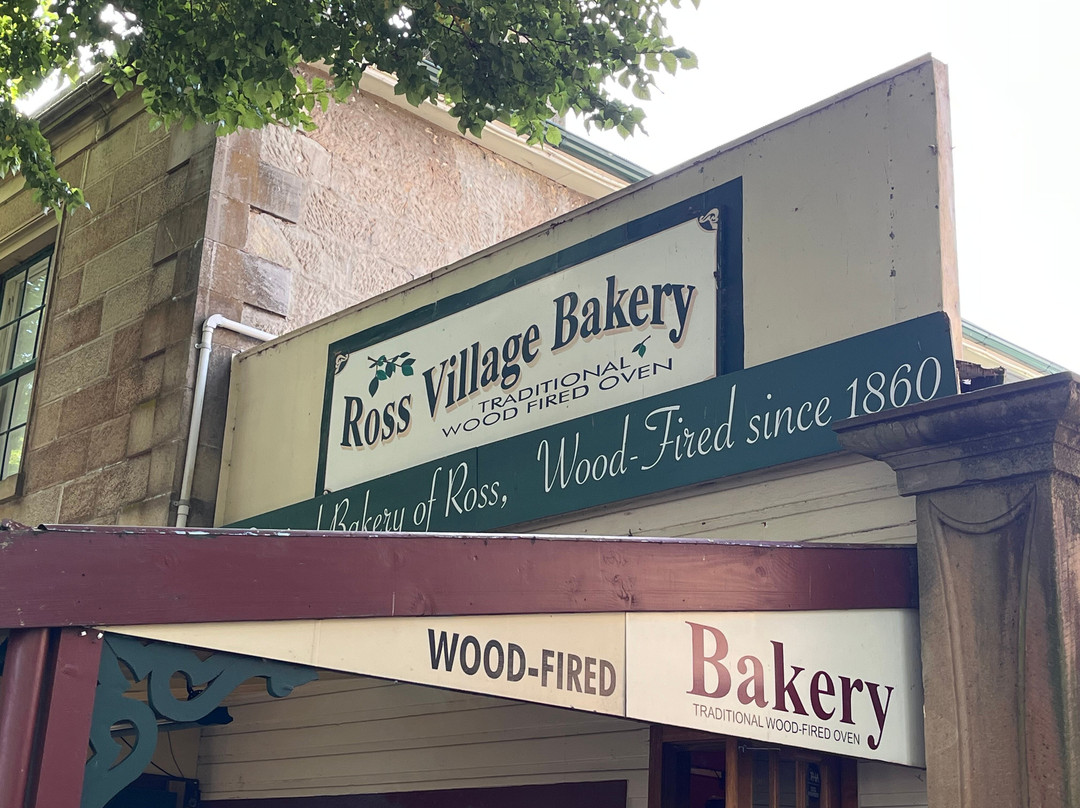 Ross Village Bakery
TRADITIONAL
WOOD FIRED OVEN
Bakery of Ross, Wood-Fired since 1860
WOOD-FIRED
Bakery
TRADITIONAL WOOD-FIRED OVEN